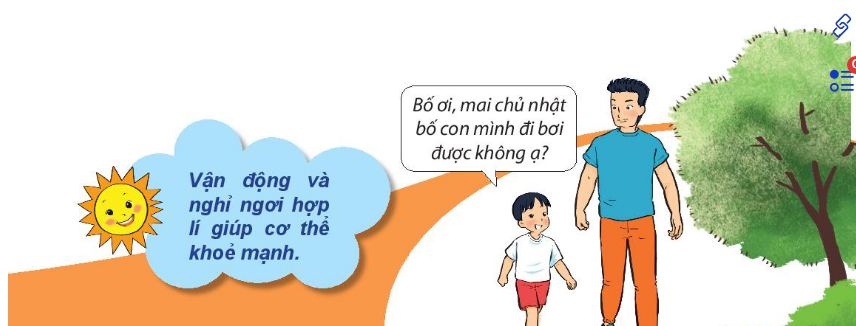 Bố ơi, mai chủ nhật
bố con mình đi bơi
được không ạ?
Vận động và
nghỉ ngơi hợp
lí giúp cơ thể
khoẻ mạnh.